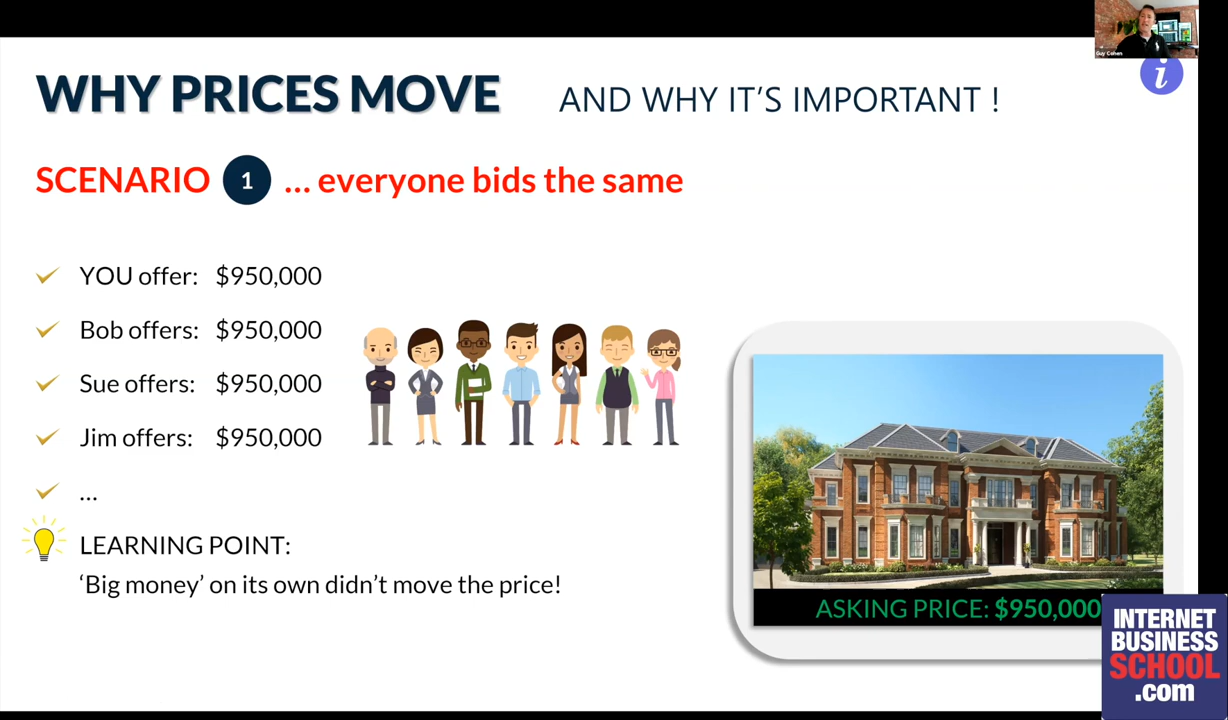 Guy Cohen
i
WHY PRICES MOVE AND WHY IT'S IMPORTANT !
SCENARIO 1 ... everyone bids the same
YOU offer: $950,000
Bob offers: $950,000
Sue offers: $950,000
Jim offers: $950,000
...
LEARNING POINT:
‘Big money’ on its own didn’t move the price!
ASKING PRICE: $950,000
INTERNET
BUSINESS
SCHOOL
.com